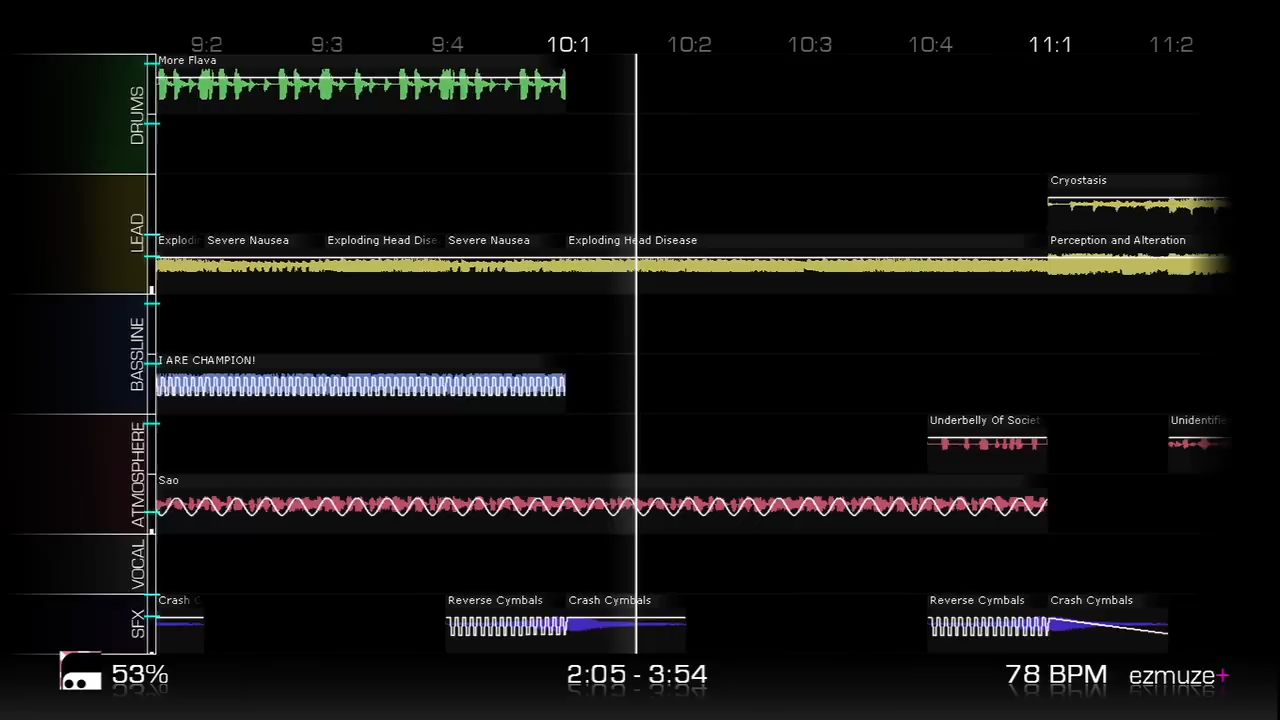 9:2 9:3 9:4 10:1 10:2 10:3 10:4 11:1 11:2
More Flava
DRUMS
Cryostasis
LEAD
Explodi Severe Nausea Exploding Head Dise Severe Nausea Exploding Head Disease Perception and Alteration
BASSLINE
I ARE CHAMPION!
Underbelly Of Societ Unidentifie
ATMOSPHERE
Sao
VOCAL
Crash C Reverse Cymbals Crash Cymbals Reverse Cymbals Crash Cymbals
SFX
53% 2:05 - 3:54 78 BPM ezmuze+